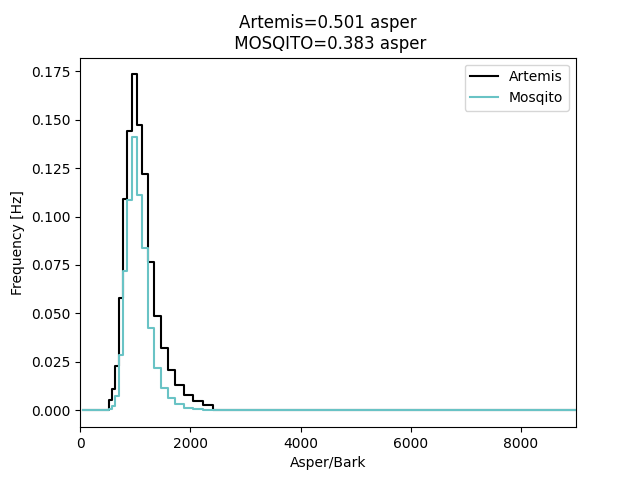 Artemis=0.501 asper
MOSQITO=0.383 asper
Artemis
Mosqito
Frequency [Hz]
0.175
0.150
0.125
0.100
0.075
0.050
0.025
0.000
0 2000 4000 6000 8000
Asper/Bark